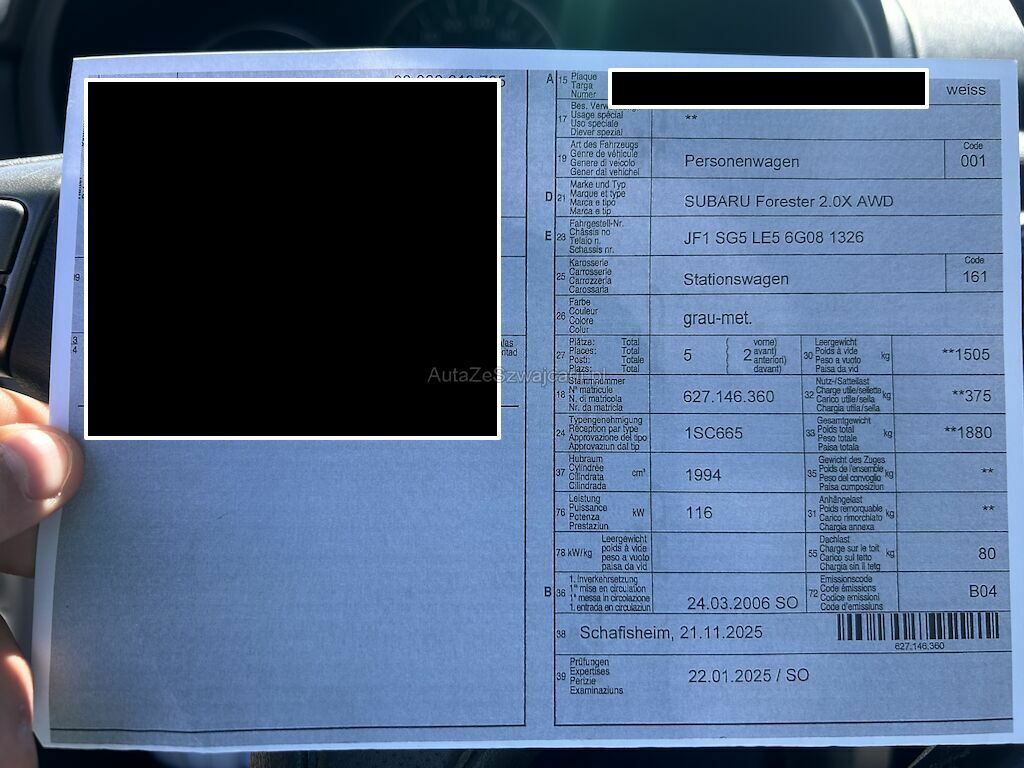 A 15 Plaque
Targa
Numer
weiss
17 Usage spécial
Uso speciale
Diever spezial
**
19 Art des Fahrzeugs
Genre de véhicule
Genere di veicolo
Gener dal vehichel
Personenwagen
Code
001
D 21 Marke und Typ
Marque et type
Marca e tipo
Marca e tip
SUBARU Forester 2.0X AWD
E 23 Fahrgestell-Nr.
Châssis no
Telaio n.
Schassis nr.
JF1 SG5 LE5 6G08 1326
25 Karosserie
Carrosserie
Carrozzeria
Carossaria
Stationswagen
Code
161
26 Farbe
Couleur
Colore
Colur
grau-met.
27 Plätze: Total
Places: Total
Posti: Totale
Plazs: Total
5 ( 2 vorne)
avant)
anteriori)
davant)
30 Leergewicht
Poids à vide
Peso a vuoto
Paisa da vid
kg
**1505
AutaZeSzwajcarii.pl
18 Stammnummer
N° matricule
N. di matricola
Nr. da matricla
627.146.360
32 Nutz-/Sattellast
Charge utile/sellette
Carico utile/sella
Chargia utila/sella
kg
**375
24 Typengenehmigung
Réception par type
Approvazione del tipo
Approvaziun dal tip
1SC665
33 Gesamtgewicht
Poids total
Peso totale
Paisa totala
kg
**1880
37 Hubraum
Cylindrée
Cilindrata
Cilindrada
cm³
1994
35 Gewicht des Zuges
Poids de l'ensemble
Peso del convoglio
Paisa cumposiziun
kg
**
76 Leistung
Puissance
Potenza
Prestaziun
kW
116
31 Anhängelast
Poids remorquable
Carico rimorchiato
Chargia annexa
kg
**
78 kW/kg Leergewicht
poids à vide
peso a vuoto
paisa da vid
55 Dachlast
Charge sur le toit
Carico sul tetto
Chargia sin il tetg
kg
80
B 36 1. Inverkehrsetzung
1re mise en circulation
1a messa in circolazione
1. entrada en circulaziun
24.03.2006 SO
72 Emissionscode
Code émissions
Codice emissioni
Code d'emissiuns
B04
38 Schafisheim, 21.11.2025
627.146.360
39 Prüfungen
Expertises
Perizie
Examinaziuns
22.01.2025 / SO